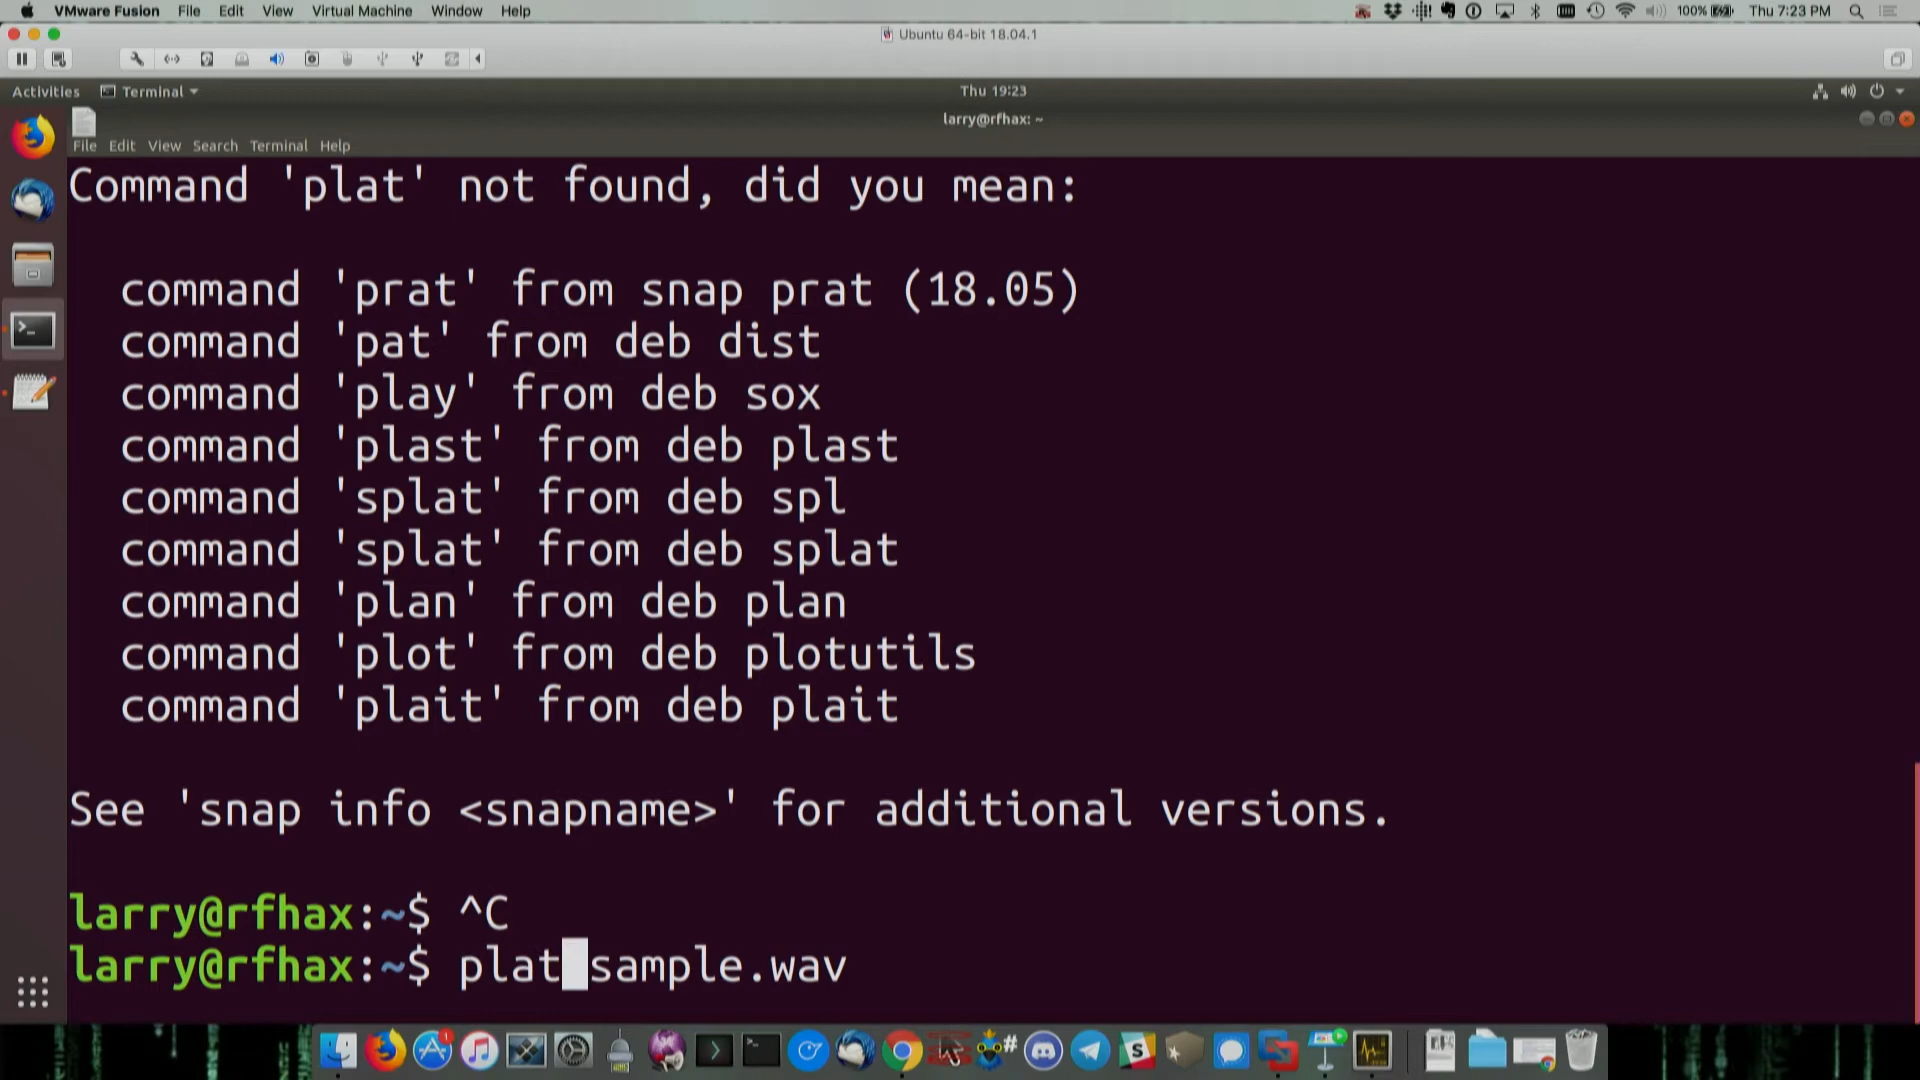 VMware Fusion File Edit View Virtual Machine Window Help 100% Thu 7:23 PM
Ubuntu 64-bit 18.04.1
Activities Terminal Thu 19:23
larry@rfhax: ~
File Edit View Search Terminal Help
Command 'plat' not found, did you mean:
command 'prat' from snap prat (18.05)
command 'pat' from deb dist
command 'play' from deb sox
command 'plast' from deb plast
command 'splat' from deb spl
command 'splat' from deb splat
command 'plan' from deb plan
command 'plot' from deb plotutils
command 'plait' from deb plait
See 'snap info <snapname>' for additional versions.
larry@rfhax:~$ ^C
larry@rfhax:~$ plat sample.wav